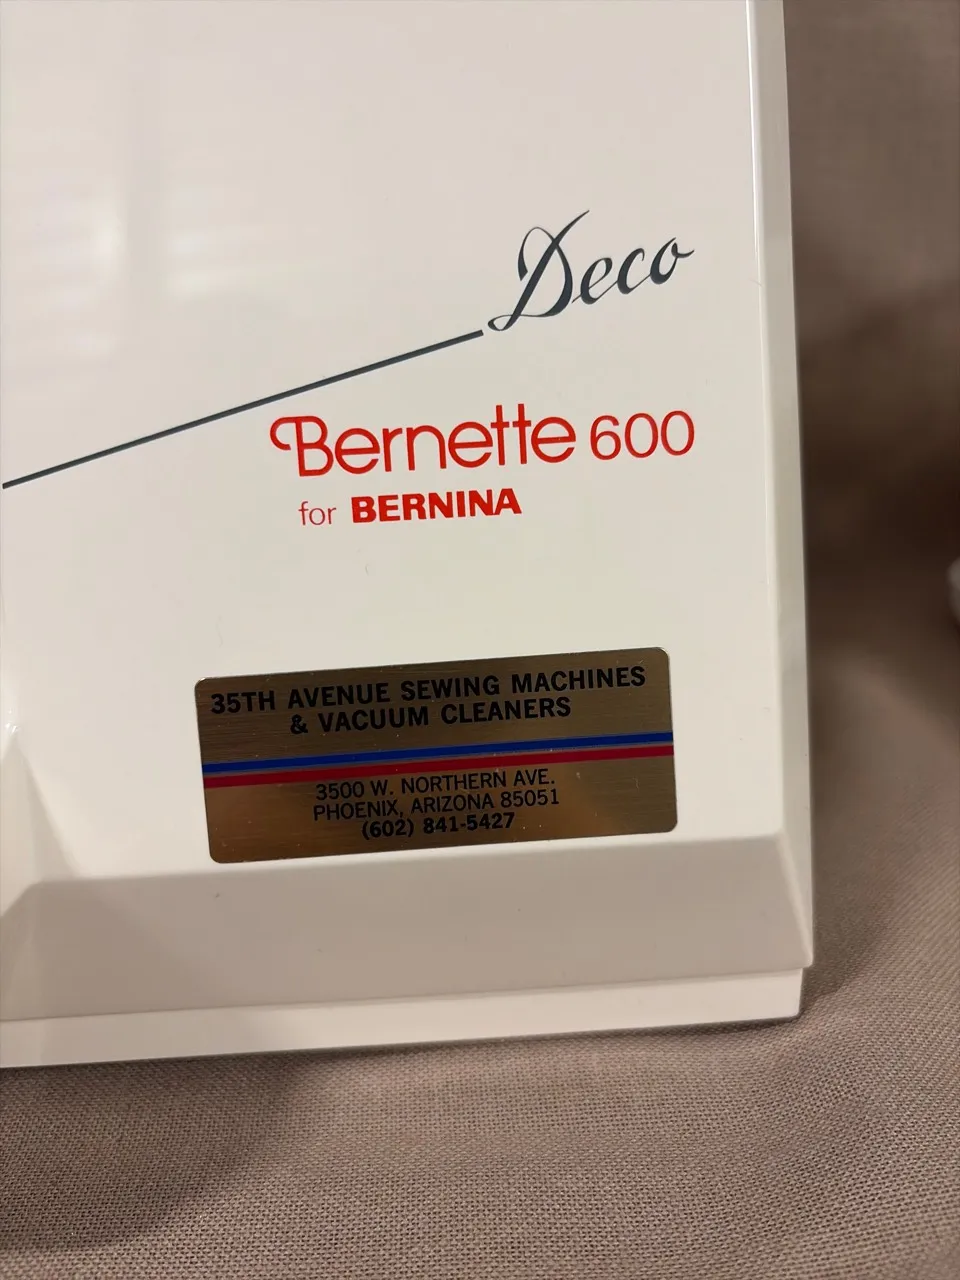 Deco
Bernette 600
for BERNINA
35TH AVENUE SEWING MACHINES
& VACUUM CLEANERS
3500 W. NORTHERN AVE.
PHOENIX, ARIZONA 85051
(602) 841-5427